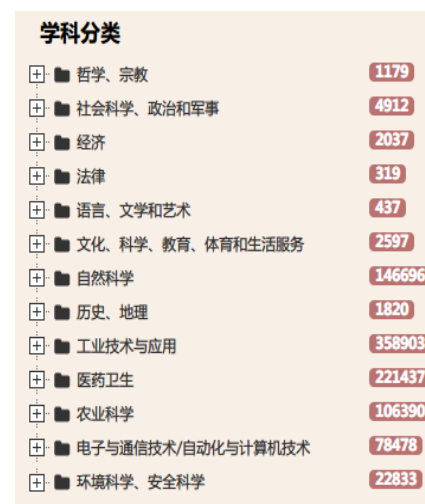 学科分类
哲学、宗教 1179
社会科学、政治和军事 4912
经济 2037
法律 319
语言、文学和艺术 437
文化、科学、教育、体育和生活服务 2597
自然科学 146696
历史、地理 1820
工业技术与应用 358903
医药卫生 221437
农业科学 106390
电子与通信技术/自动化与计算机技术 78478
环境科学、安全科学 22833